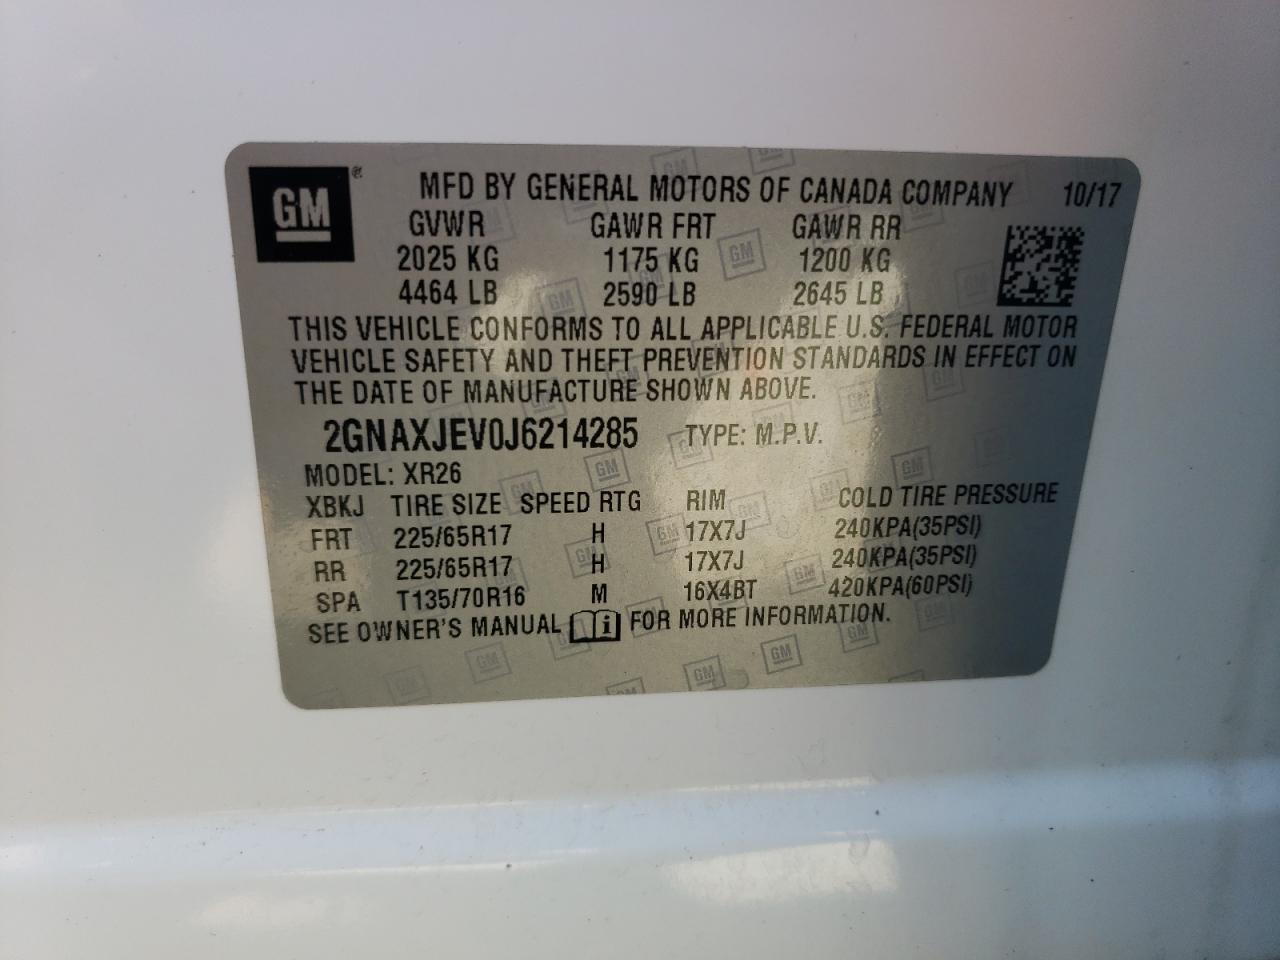 GM ® MFD BY GENERAL MOTORS OF CANADA COMPANY 10/17
GVWR GAWR FRT GAWR RR
2025 KG 1175 KG 1200 KG
4464 LB 2590 LB 2645 LB
THIS VEHICLE CONFORMS TO ALL APPLICABLE U.S. FEDERAL MOTOR
VEHICLE SAFETY AND THEFT PREVENTION STANDARDS IN EFFECT ON
THE DATE OF MANUFACTURE SHOWN ABOVE.
2GNAXJEV0J6214285 TYPE: M.P.V.
MODEL: XR26
XBKJ TIRE SIZE SPEED RTG RIM COLD TIRE PRESSURE
FRT 225/65R17 H 17X7J 240KPA(35PSI)
RR 225/65R17 H 17X7J 240KPA(35PSI)
SPA T135/70R16 M 16X4BT 420KPA(60PSI)
SEE OWNER'S MANUAL i FOR MORE INFORMATION.